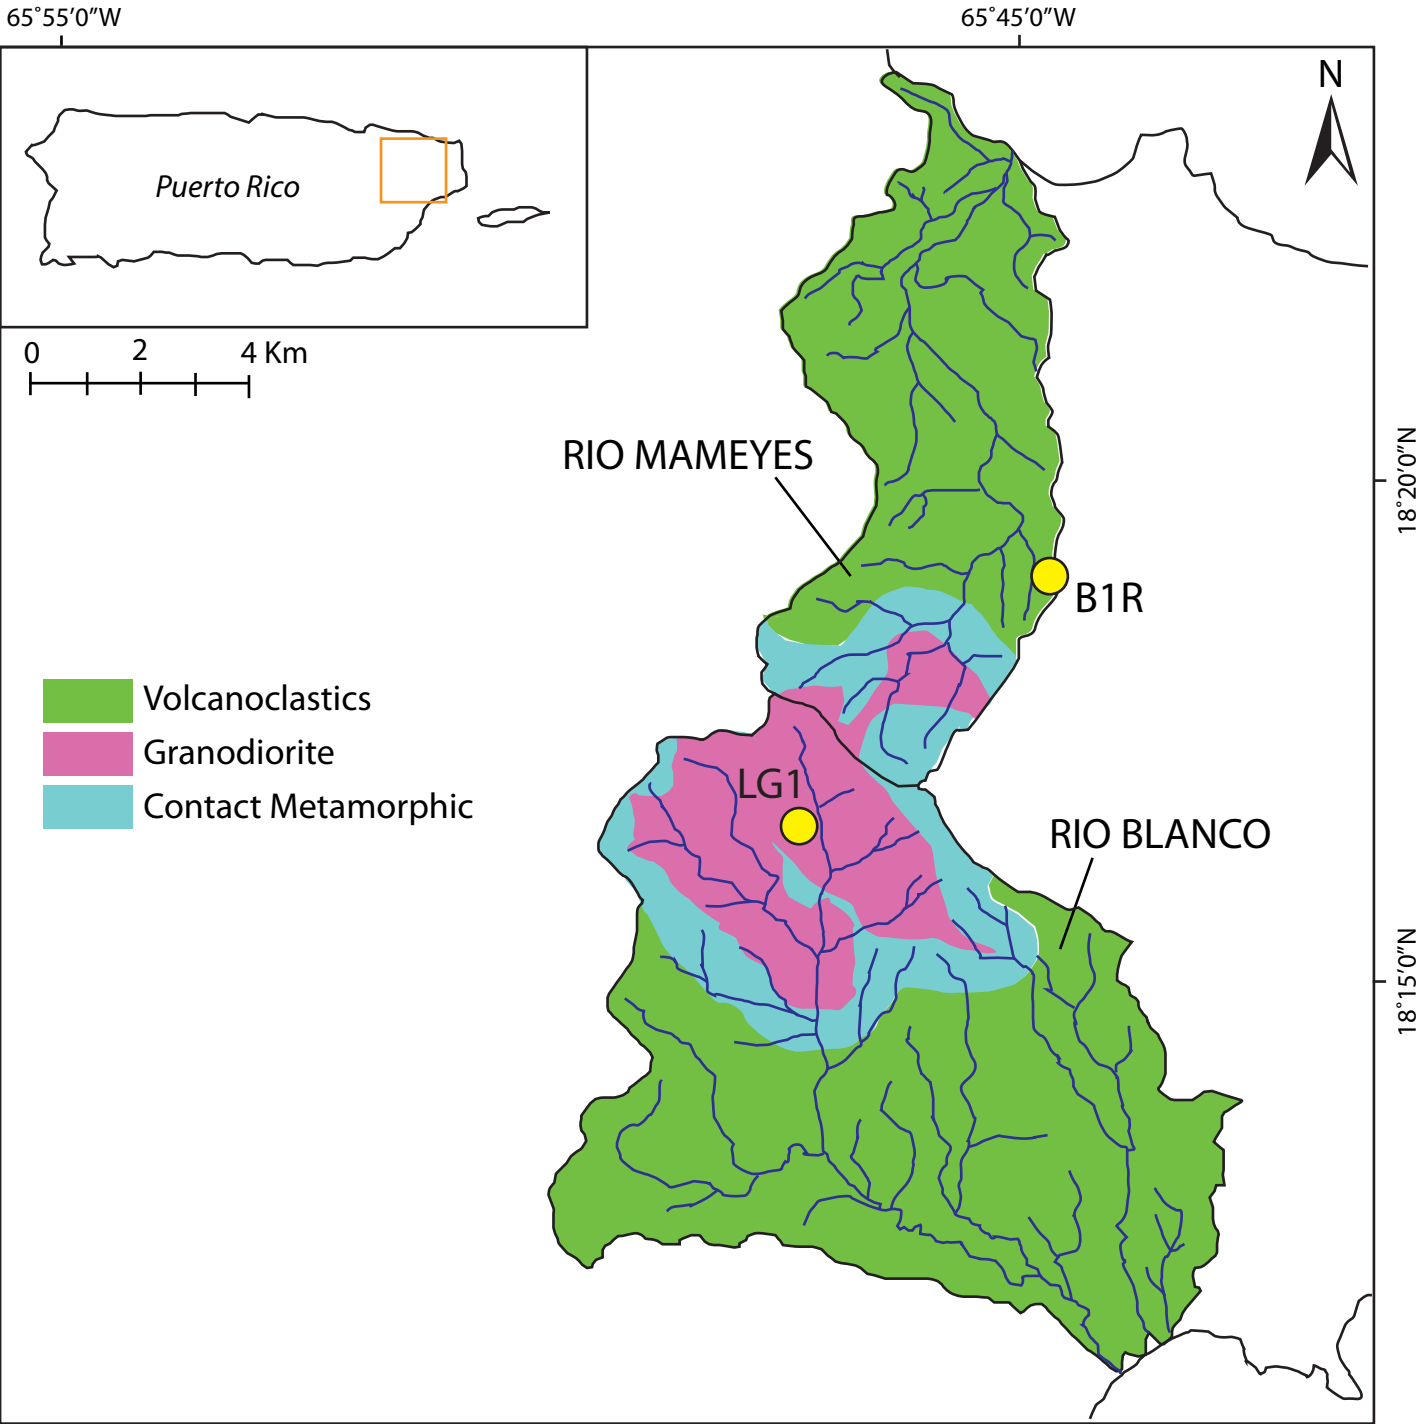 65˚55’0”W
65˚45’0”W
N
Puerto Rico
0 2 4 Km
RIO MAMEYES
18˚20’0”N
B1R
Volcanoclastics
Granodiorite
Contact Metamorphic
LG1
RIO BLANCO
18˚15’0”N